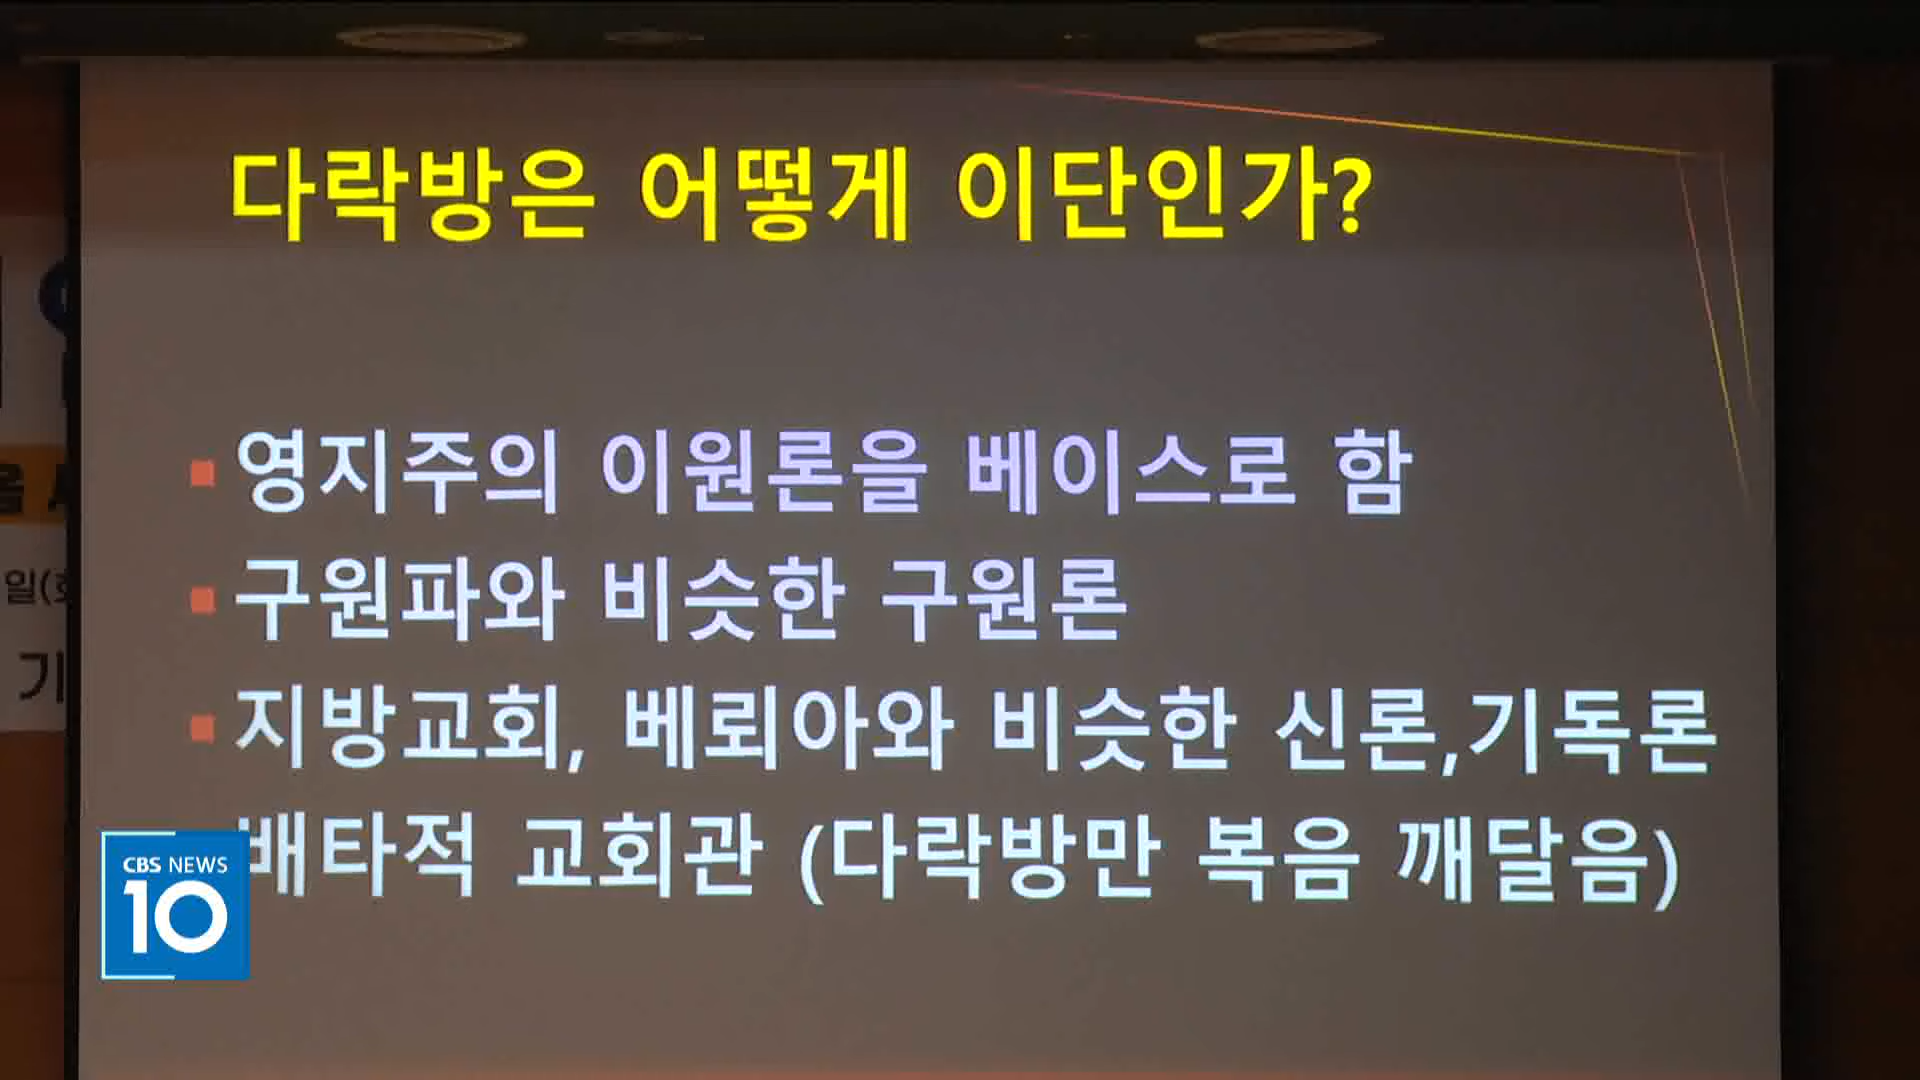 다락방은 어떻게 이단인가?
영지주의 이원론을 베이스로 함
구원파와 비슷한 구원론
지방교회, 베뢰아와 비슷한 신론,기독론
배타적 교회관 (다락방만 복음 깨달음)
CBS NEWS
10
일(화
기